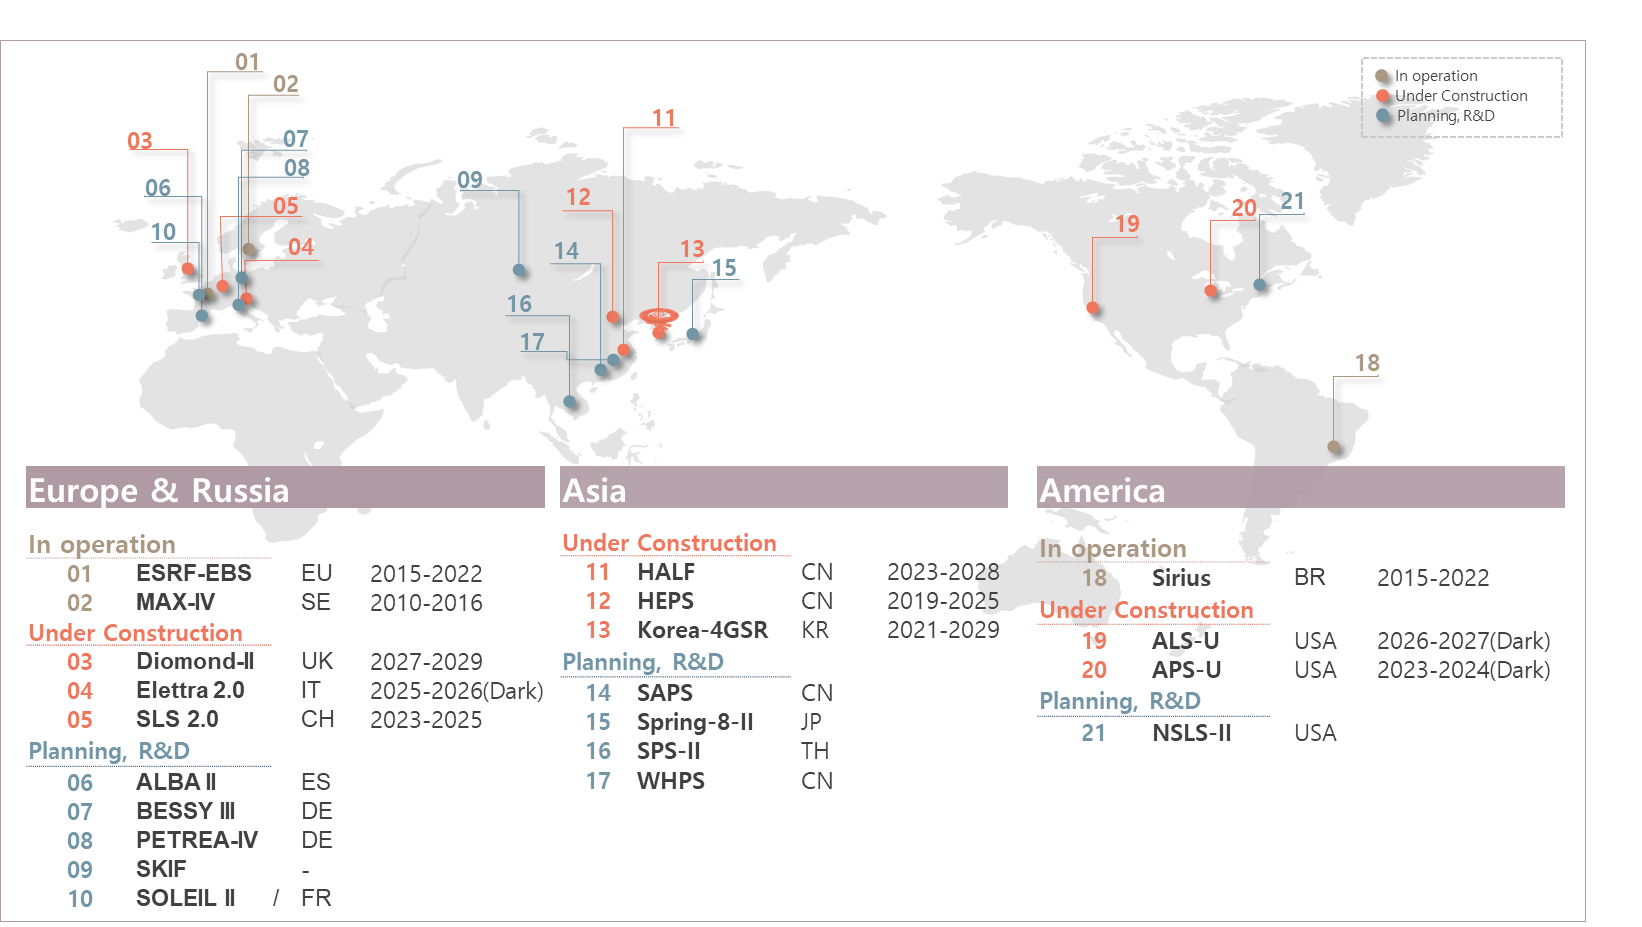 01
02
03
07
08
06
05
10
04
11
09
12
14
13
15
16
17
In operation
Under Construction
Planning, R&D
19
20
21
18
Europe & Russia
In operation
01 ESRF-EBS EU 2015-2022
02 MAX-IV SE 2010-2016
Under Construction
03 Diomond-II UK 2027-2029
04 Elettra 2.0 IT 2025-2026(Dark)
05 SLS 2.0 CH 2023-2025
Planning, R&D
06 ALBA II ES
07 BESSY III DE
08 PETREA-IV DE
09 SKIF -
10 SOLEIL II / FR
Asia
Under Construction
11 HALF CN 2023-2028
12 HEPS CN 2019-2025
13 Korea-4GSR KR 2021-2029
Planning, R&D
14 SAPS CN
15 Spring-8-II JP
16 SPS-II TH
17 WHPS CN
America
In operation
18 Sirius BR 2015-2022
Under Construction
19 ALS-U USA 2026-2027(Dark)
20 APS-U USA 2023-2024(Dark)
Planning, R&D
21 NSLS-II USA